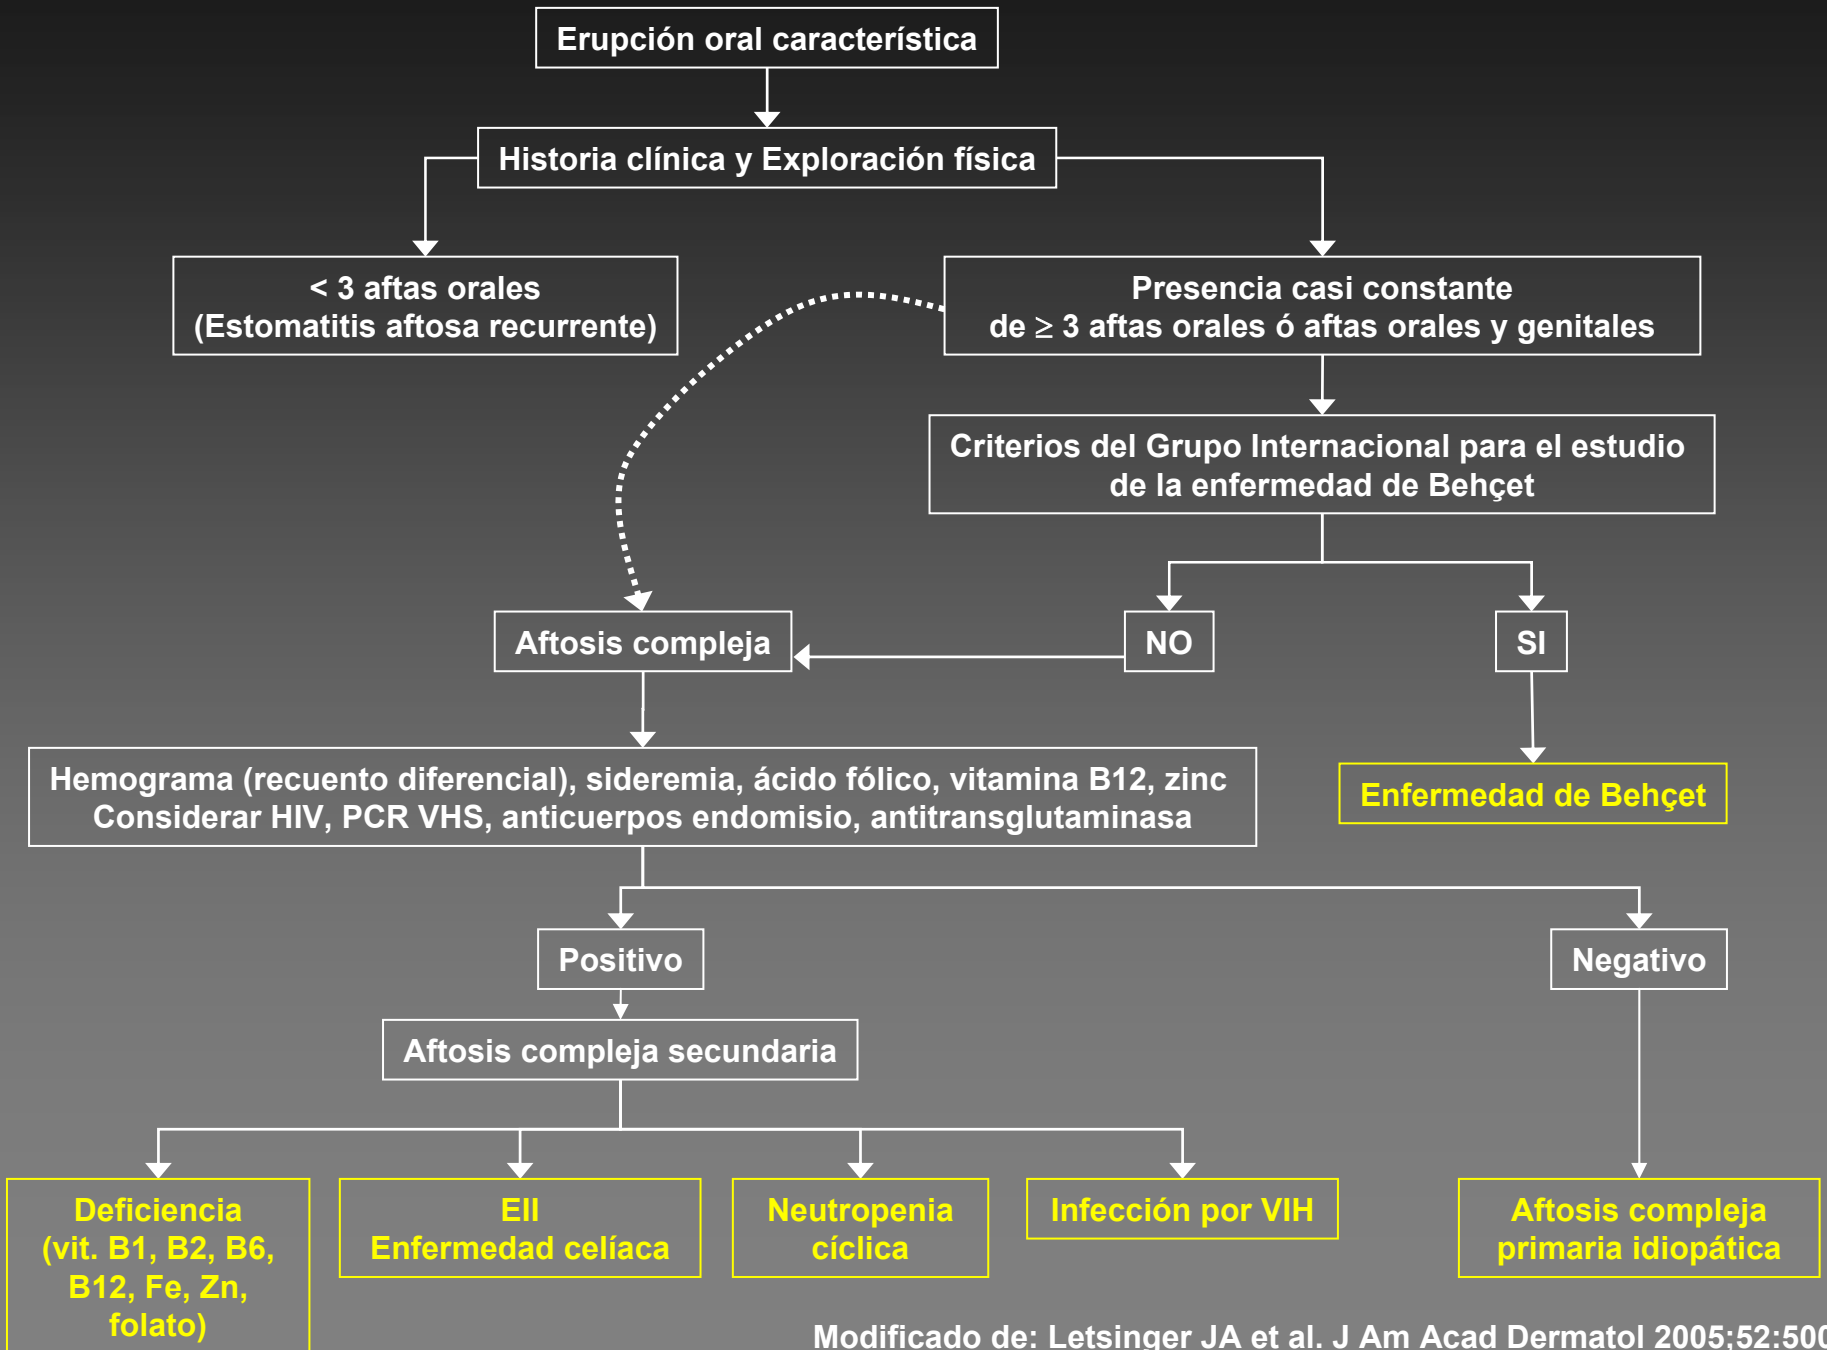 Erupción oral característica
Historia clínica y Exploración física
< 3 aftas orales
(Estomatitis aftosa recurrente)
Presencia casi constante
de ≥ 3 aftas orales ó aftas orales y genitales
Criterios del Grupo Internacional para el estudio
de la enfermedad de Behçet
Aftosis compleja
NO
SI
Hemograma (recuento diferencial), sideremia, ácido fólico, vitamina B12, zinc
Considerar HIV, PCR VHS, anticuerpos endomisio, antitransglutaminasa
Enfermedad de Behçet
Positivo
Negativo
Aftosis compleja secundaria
Deficiencia
(vit. B1, B2, B6,
B12, Fe, Zn,
folato)
EII
Enfermedad celíaca
Neutropenia
cíclica
Infección por VIH
Aftosis compleja
primaria idiopática
Modificado de: Letsinger JA et al. J Am Acad Dermatol 2005;52:500